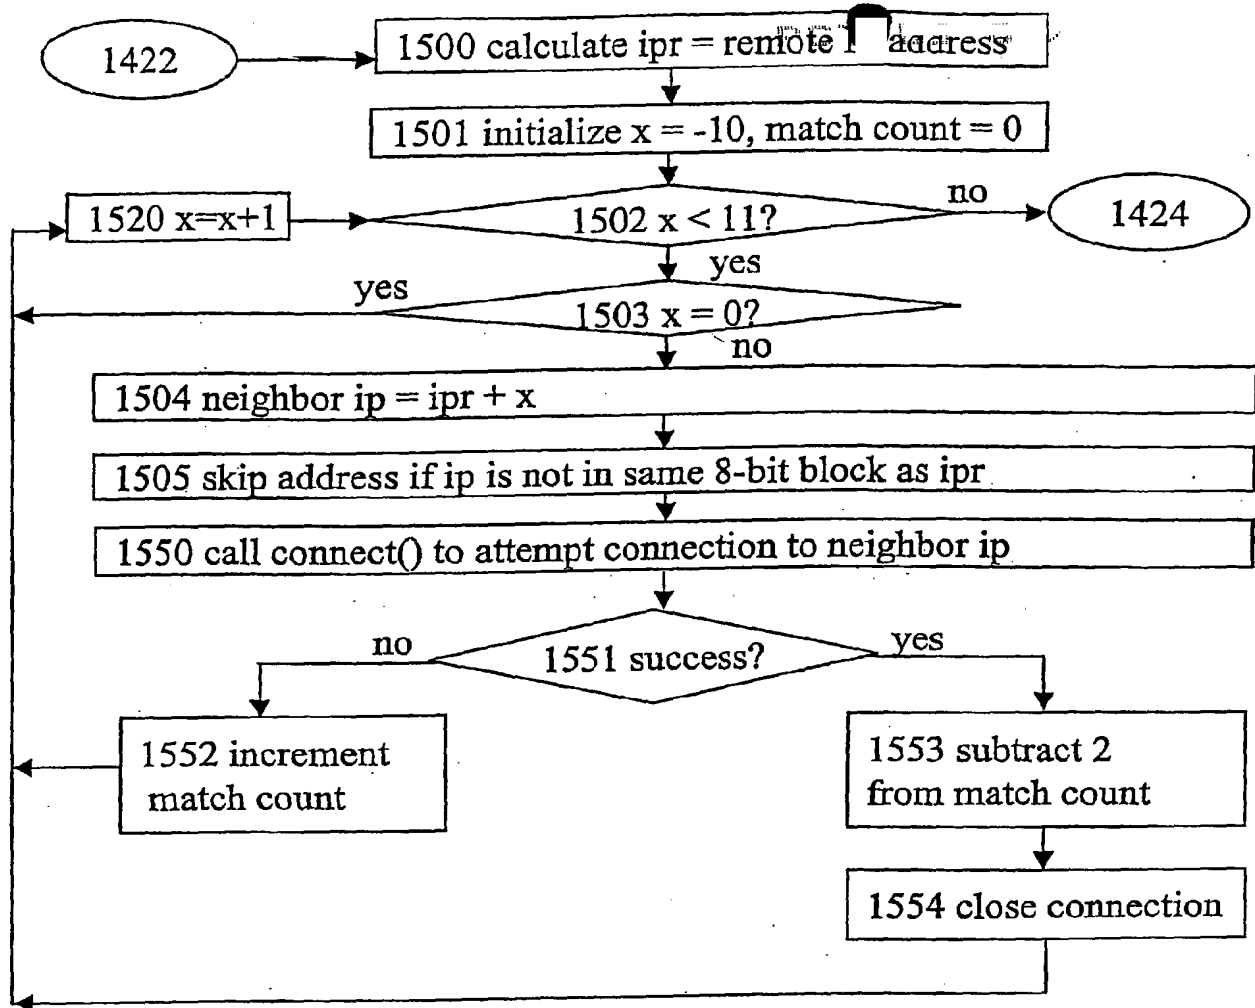 1422
1500 calculate ipr = remote address
1501 initialize x = -10, match count = 0
1520 x=x+1
1502 x < 11?
no
1424
yes
yes
1503 x = 0?
no
1504 neighbor ip = ipr + x
1505 skip address if ip is not in same 8-bit block as ipr
1550 call connect() to attempt connection to neighbor ip
no
1551 success?
yes
1552 increment
match count
1553 subtract 2
from match count
1554 close connection